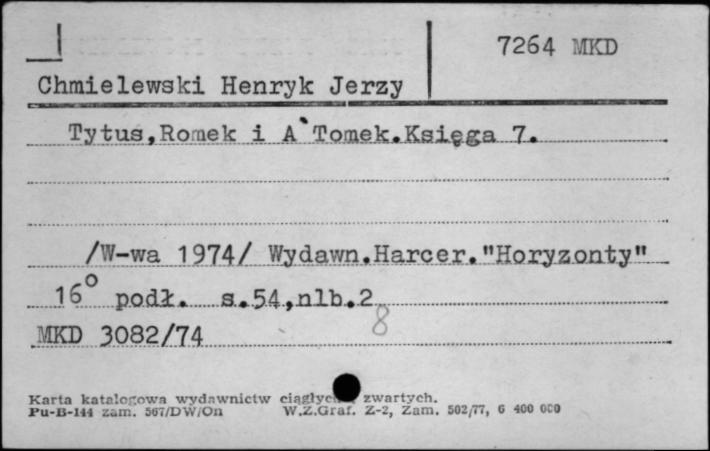 7264 MKD
Chmielewski Henryk Jerzy
Tytus,Romek i A`Tomek.Księga 7.
/W-wa 1974/ Wydawn.Harcer."Horyzonty"
16° podł. s.54,nlb.2
8
MKD 3082/74
Karta katalogowa wydawnictw zwartych.
Pu-B-144 zam. 567/DW/On W.Z.Graf. Z-2, Zam. 502/77, 6 400 000